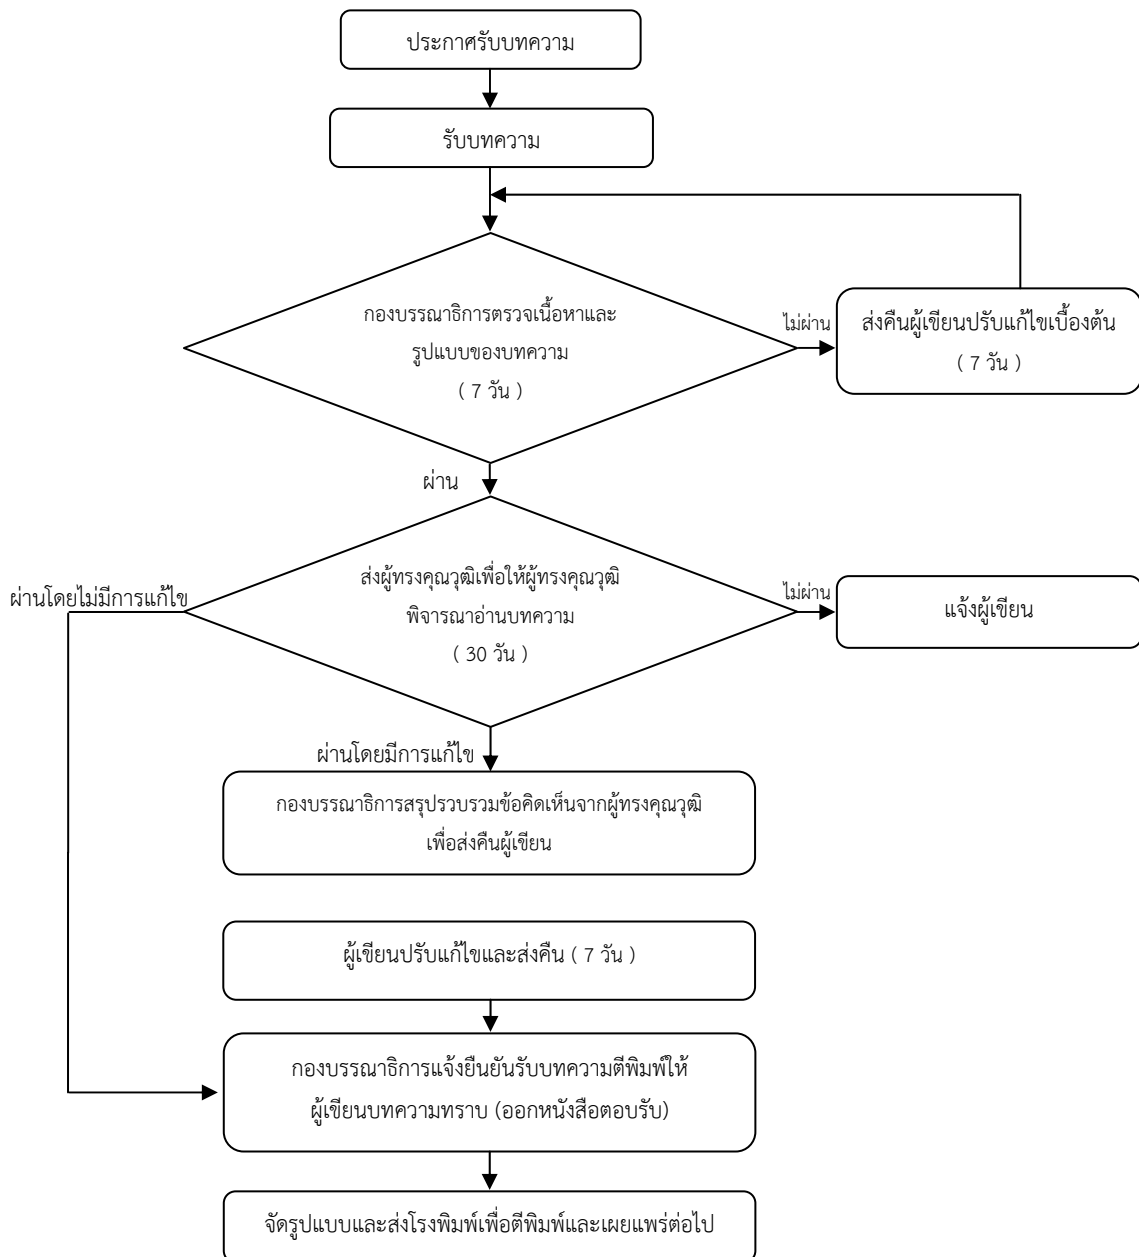 ประกาศรับบทความ
รับบทความ
กองบรรณาธิการตรวจเนื้อหาและ
รูปแบบของบทความ
( 7 วัน )
ไม่ผ่าน
ส่งคืนผู้เขียนปรับแก้ไขเบื้องต้น
( 7 วัน )
ผ่าน
ส่งผู้ทรงคุณวุฒิเพื่อให้ผู้ทรงคุณวุฒิ
พิจารณาอ่านบทความ
( 30 วัน )
ไม่ผ่าน
แจ้งผู้เขียน
ผ่านโดยไม่มีการแก้ไข
ผ่านโดยมีการแก้ไข
กองบรรณาธิการสรุปรวบรวมข้อคิดเห็นจากผู้ทรงคุณวุฒิ
เพื่อส่งคืนผู้เขียน
ผู้เขียนปรับแก้ไขและส่งคืน ( 7 วัน )
กองบรรณาธิการแจ้งยืนยันรับบทความตีพิมพ์ให้
ผู้เขียนบทความทราบ (ออกหนังสือตอบรับ)
จัดรูปแบบและส่งโรงพิมพ์เพื่อตีพิมพ์และเผยแพร่ต่อไป